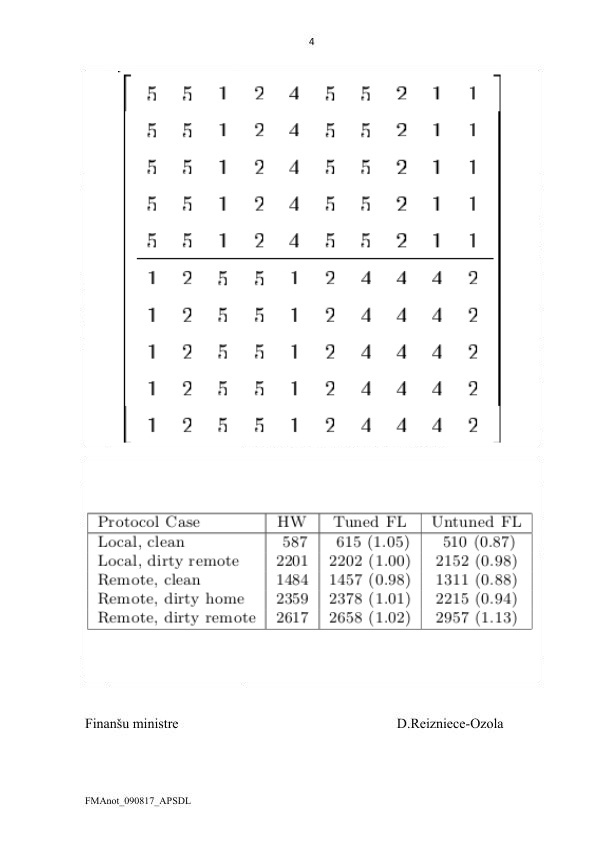 4
5 5 1 2 4 5 5 2 1 1
5 5 1 2 4 5 5 2 1 1
5 5 1 2 4 5 5 2 1 1
5 5 1 2 4 5 5 2 1 1
5 5 1 2 4 5 5 2 1 1
1 2 5 5 1 2 4 4 4 2
1 2 5 5 1 2 4 4 4 2
1 2 5 5 1 2 4 4 4 2
1 2 5 5 1 2 4 4 4 2
1 2 5 5 1 2 4 4 4 2
Protocol Case HW Tuned FL Untuned FL
Local, clean 587 615 (1.05) 510 (0.87)
Local, dirty remote 2201 2202 (1.00) 2152 (0.98)
Remote, clean 1484 1457 (0.98) 1311 (0.88)
Remote, dirty home 2359 2378 (1.01) 2215 (0.94)
Remote, dirty remote 2617 2658 (1.02) 2957 (1.13)
Finanšu ministre D.Reizniece-Ozola
FMAnot_090817_APSDL